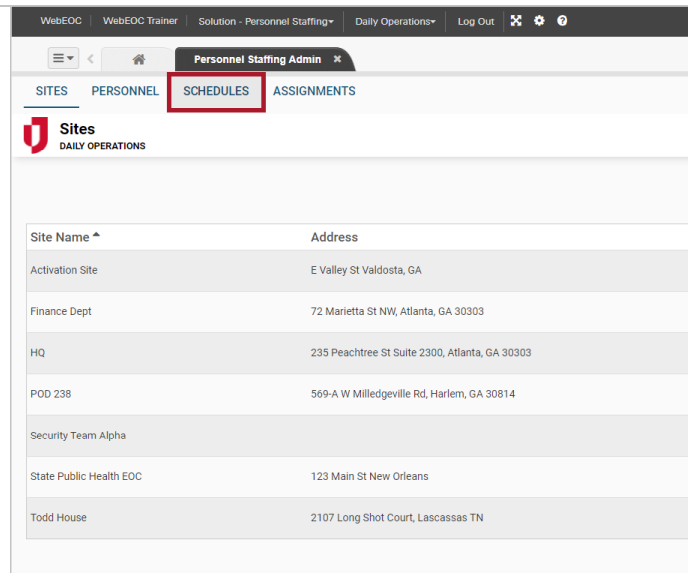 WebEOC WebEOC Trainer Solution - Personnel Staffing Daily Operations Log Out
Personnel Staffing Admin
SITES PERSONNEL SCHEDULES ASSIGNMENTS
Sites
DAILY OPERATIONS
Site Name Address
Activation Site E Valley St Valdosta, GA
Finance Dept 72 Marietta St NW, Atlanta, GA 30303
HQ 235 Peachtree St Suite 2300, Atlanta, GA 30303
POD 238 569-A W Milledgeville Rd, Harlem, GA 30814
Security Team Alpha
State Public Health EOC 123 Main St New Orleans
Todd House 2107 Long Shot Court, Lascassas TN